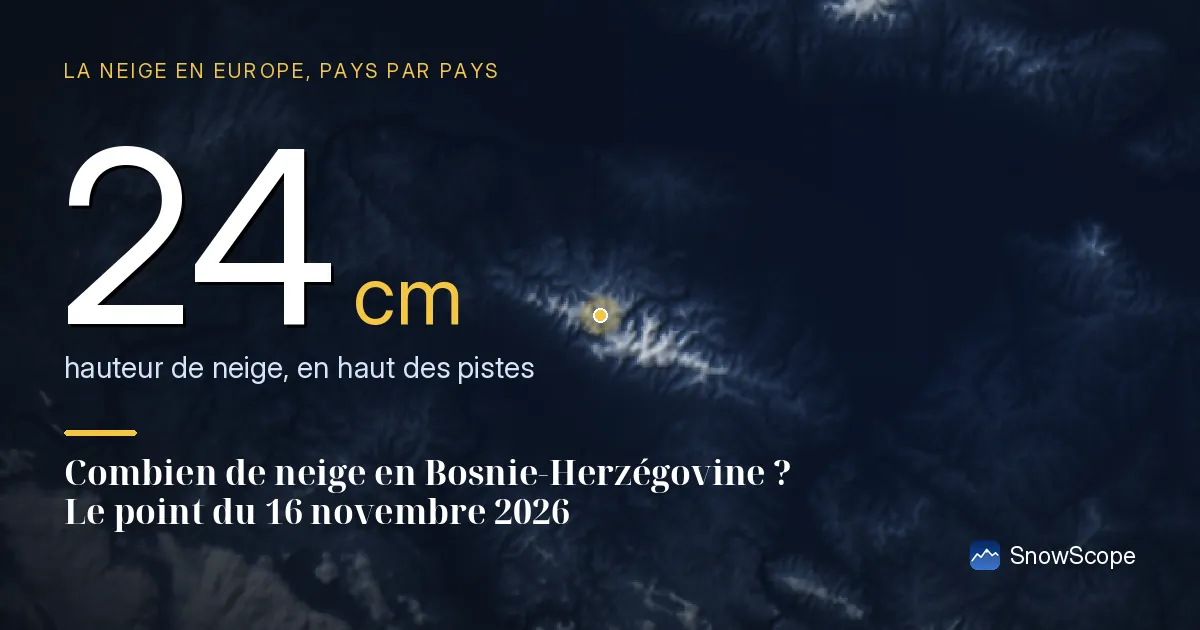 LA NEIGE EN EUROPE, PAYS PAR PAYS
24 cm
hauteur de neige, en haut des pistes
Combien de neige en Bosnie-Herzégovine ?
Le point du 16 novembre 2026
SnowScope